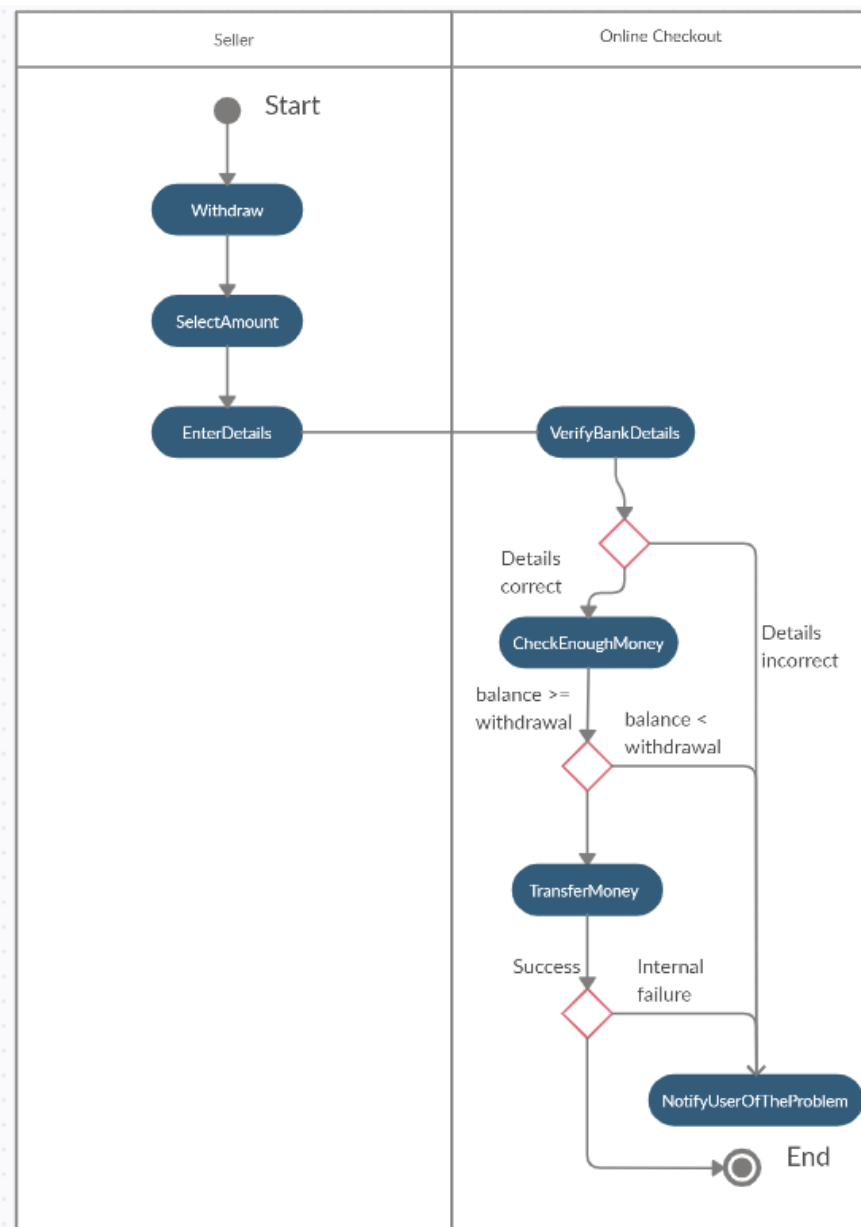 Seller
Online Checkout
Start
Withdraw
SelectAmount
EnterDetails
VerifyBankDetails
Details
correct
CheckEnoughMoney
Details
incorrect
balance >=
withdrawal
balance <
withdrawal
TransferMoney
Success
Internal
failure
NotifyUserOfTheProblem
End